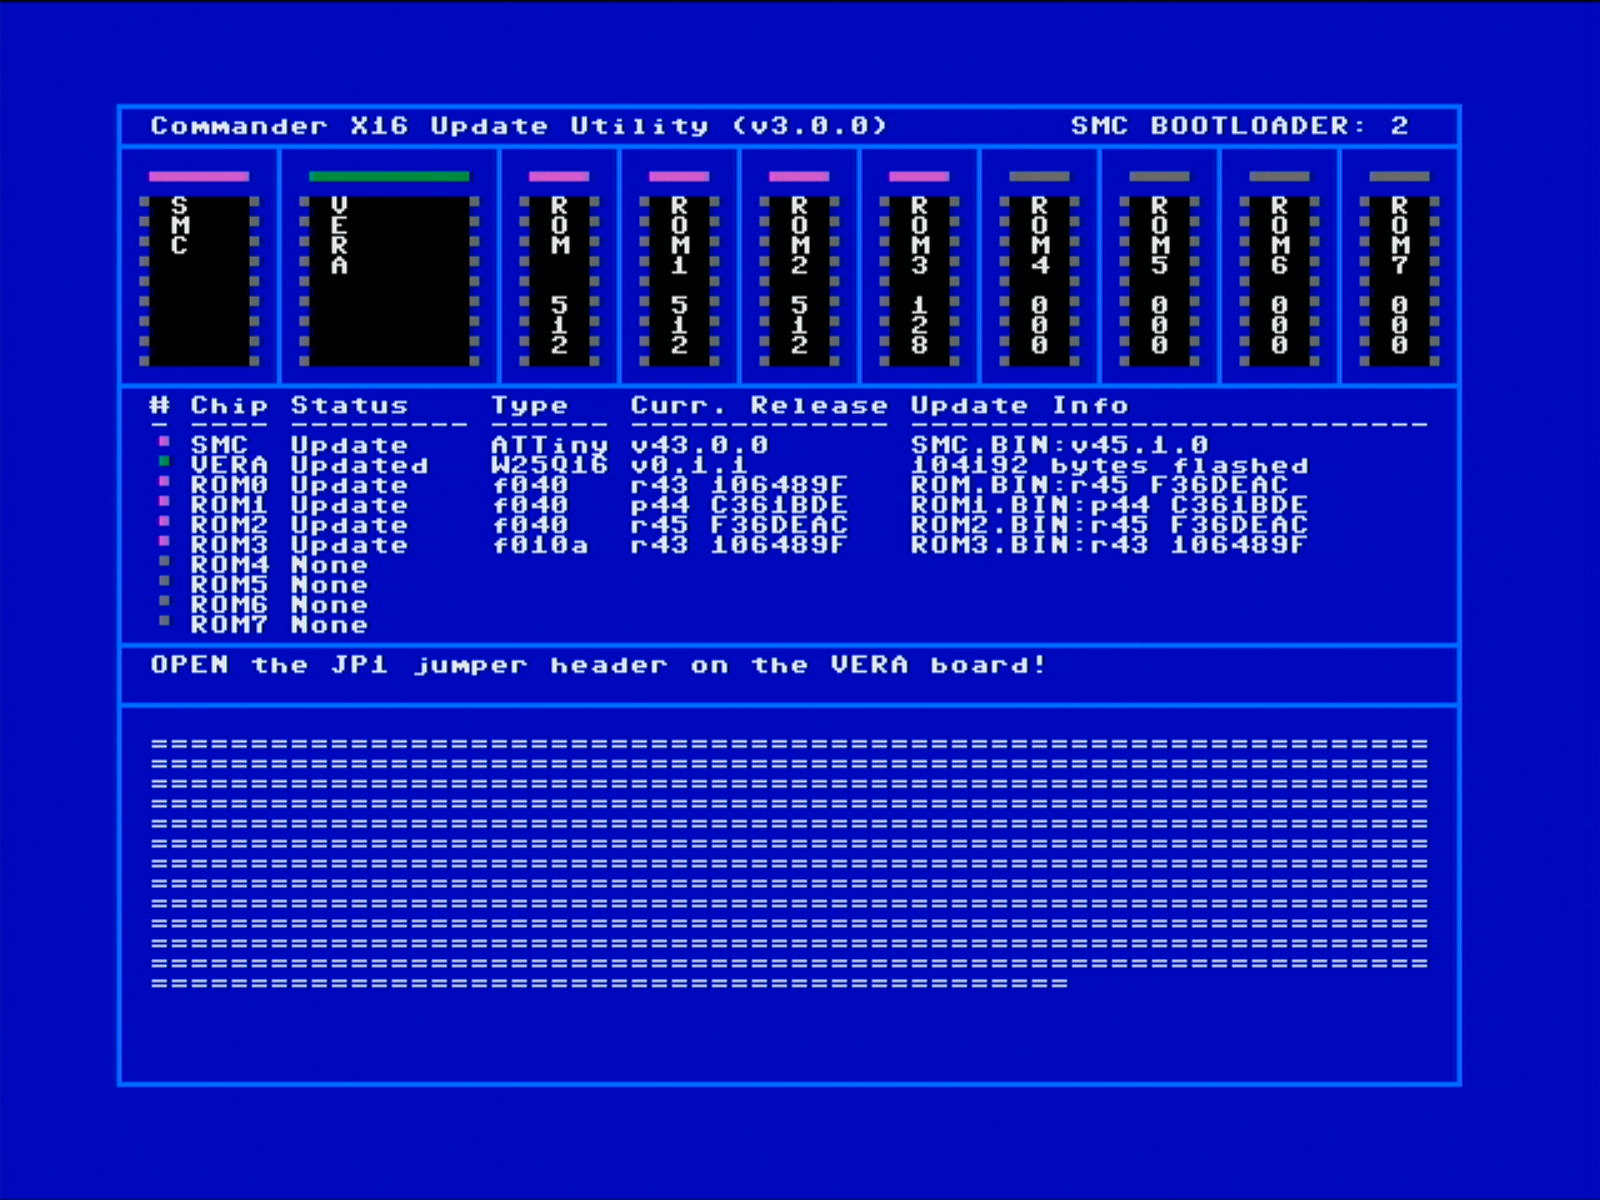 Commander X16 Update Utility (v3.0.0) SMC BOOTLOADER: 2
SMC VERA ROM 512 ROM1 512 ROM2 512 ROM3 128 ROM4 000 ROM5 000 ROM6 000 ROM7 000
# Chip Status Type Curr. Release Update Info
SMC Update ATTiny v43.0.0 SMC.BIN:v45.1.0
VERA Updated W25Q16 v0.1.1 104192 bytes flashed
ROM0 Update f040 r43 106489F ROM.BIN:r45 F36DEAC
ROM1 Update f040 p44 C361BDE ROM1.BIN:p44 C361BDE
ROM2 Update f040 r45 F36DEAC ROM2.BIN:r45 F36DEAC
ROM3 Update f010a r43 106489F ROM3.BIN:r43 106489F
ROM4 None
ROM5 None
ROM6 None
ROM7 None
OPEN the JP1 jumper header on the VERA board!
================================================================
================================================================
================================================================
================================================================
================================================================
================================================================
================================================================
================================================================
================================================================
================================================================
================================================================
================================================================
==============================================